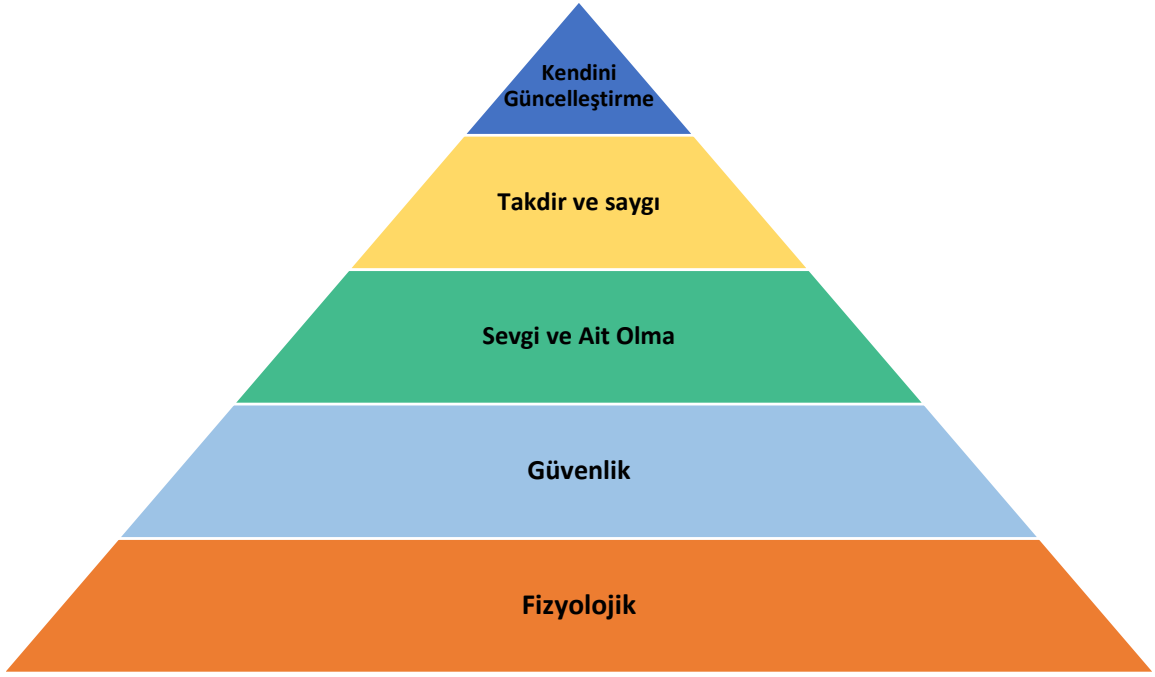 Kendini
Güncelleştirme
Takdir ve saygı
Sevgi ve Ait Olma
Güvenlik
Fizyolojik